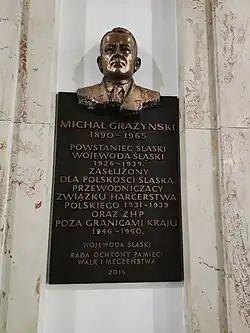 MICHAŁ GRAŻYŃSKI
1890 - 1965
POWSTANIEC ŚLĄSKI
WOJEWODA ŚLĄSKI
1926 - 1939,
ZASŁUŻONY
DLA POLSKOŚCI ŚLĄSKA
PRZEWODNICZĄCY
ZWIĄZKU HARCERSTWA
POLSKIEGO 1931-1939
ORAZ ZHP
POZA GRANICAMI KRAJU
1946 - 1960.
WOJEWODA ŚLĄSKI
RADA OCHRONY PAMIĘCI
WALK I MĘCZEŃSTWA
2016